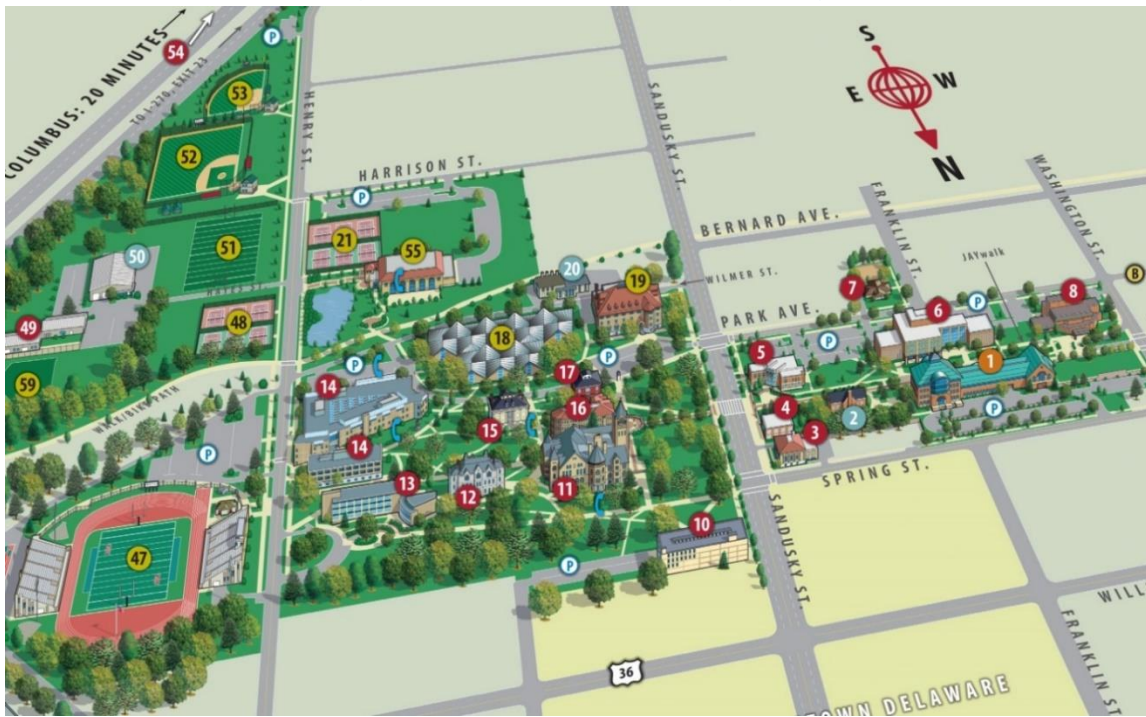 COLUMBUS: 20 MINUTES
54
TO I-270, EXIT 23
P
53
HENRY ST.
52
HARRISON ST.
P
SANDUSKY ST.
S
E
W
N
BERNARD AVE.
FRANKLIN ST.
WASHINGTON ST.
JAYwalk
51
21
55
50
HAYES ST.
20
19
WILMER ST.
7
6
P
8
B
PARK AVE.
49
48
18
P
5
1
59
BIKE PATH
P
P
17
14
16
15
4
2
P
3
P
14
13
12
11
SPRING ST.
47
10
P
SANDUSKY ST.
FRANKLIN ST.
WILL
36
TOWN DELAWARE